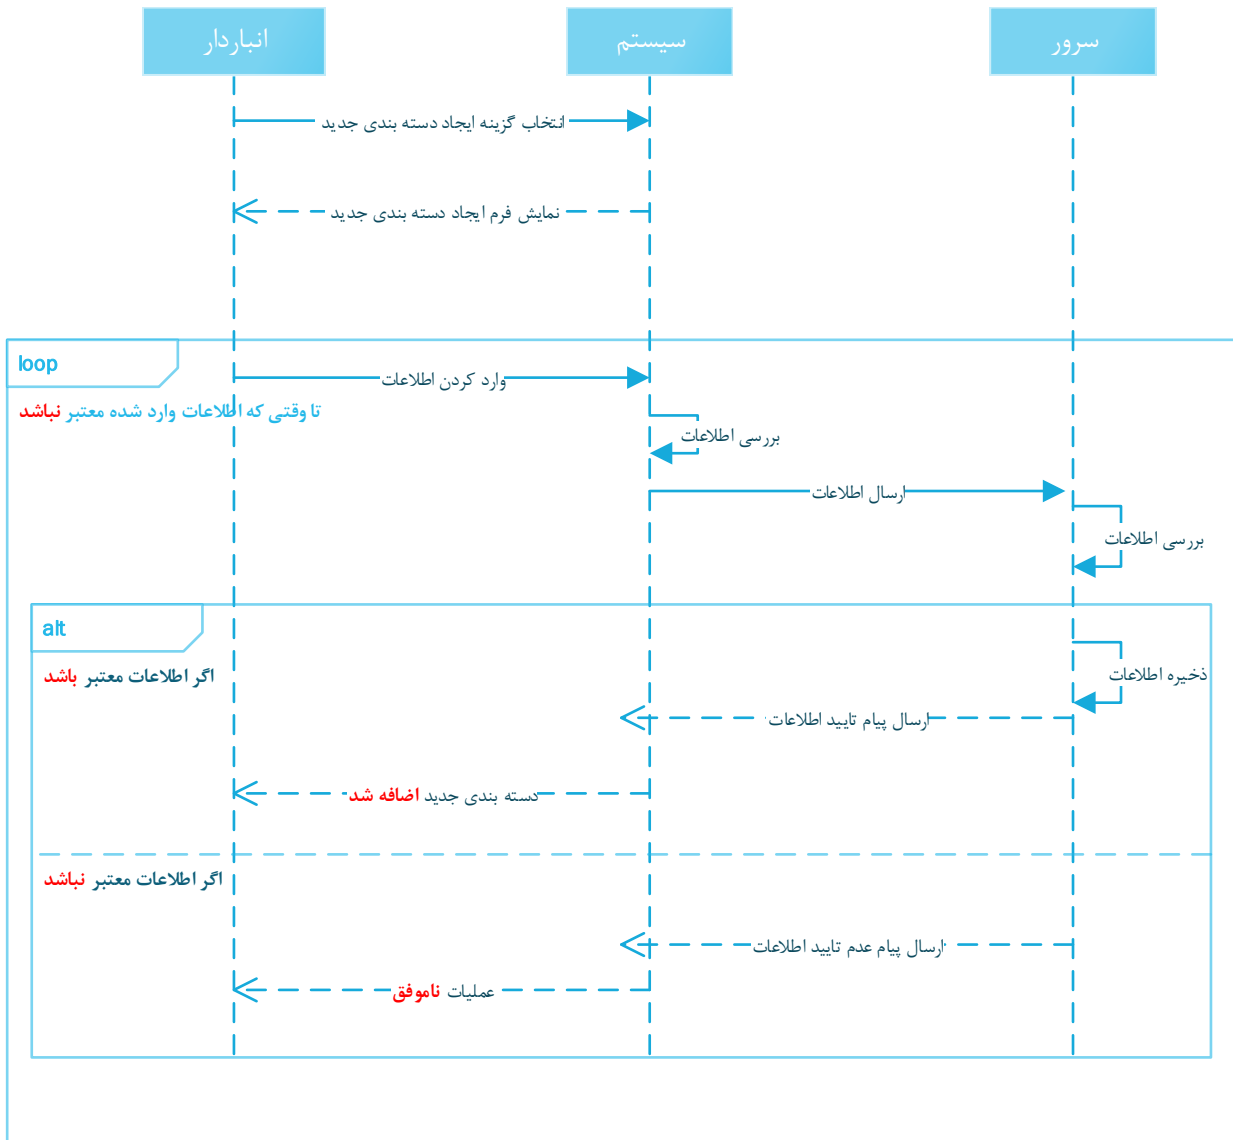 انباردار
سیستم
سرور
انتخاب گزینه ایجاد دسته بندی جدید
نمایش فرم ایجاد دسته بندی جدید
loop
وارد کردن اطلاعات
تا وقتی که اطلاعات وارد شده معتبر نباشد
بررسی اطلاعات
ارسال اطلاعات
بررسی اطلاعات
alt
اگر اطلاعات معتبر باشد
ذخیره اطلاعات
ارسال پیام تایید اطلاعات
دسته بندی جدید اضافه شد
اگر اطلاعات معتبر نباشد
ارسال پیام عدم تایید اطلاعات
عملیات ناموفق